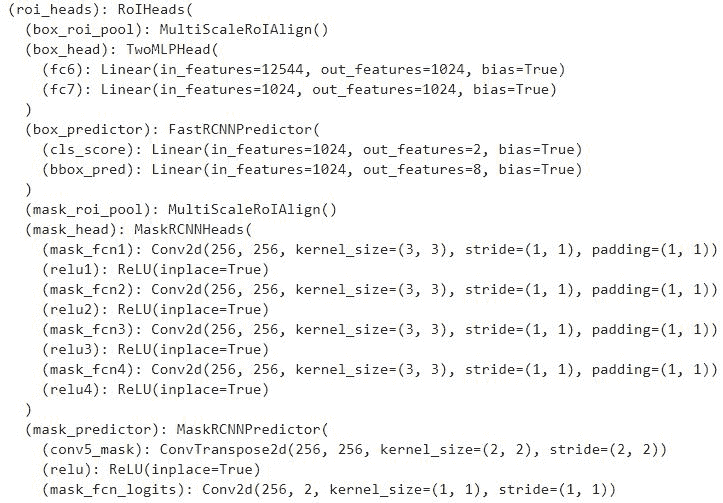 (roi_heads): RoIHeads(
(box_roi_pool): MultiScaleRoIAlign()
(box_head): TwoMLPHead(
(fc6): Linear(in_features=12544, out_features=1024, bias=True)
(fc7): Linear(in_features=1024, out_features=1024, bias=True)
)
(box_predictor): FastRCNNPredictor(
(cls_score): Linear(in_features=1024, out_features=2, bias=True)
(bbox_pred): Linear(in_features=1024, out_features=8, bias=True)
)
(mask_roi_pool): MultiScaleRoIAlign()
(mask_head): MaskRCNNHeads(
(mask_fcn1): Conv2d(256, 256, kernel_size=(3, 3), stride=(1, 1), padding=(1, 1))
(relu1): ReLU(inplace=True)
(mask_fcn2): Conv2d(256, 256, kernel_size=(3, 3), stride=(1, 1), padding=(1, 1))
(relu2): ReLU(inplace=True)
(mask_fcn3): Conv2d(256, 256, kernel_size=(3, 3), stride=(1, 1), padding=(1, 1))
(relu3): ReLU(inplace=True)
(mask_fcn4): Conv2d(256, 256, kernel_size=(3, 3), stride=(1, 1), padding=(1, 1))
(relu4): ReLU(inplace=True)
)
(mask_predictor): MaskRCNNPredictor(
(conv5_mask): ConvTranspose2d(256, 256, kernel_size=(2, 2), stride=(2, 2))
(relu): ReLU(inplace=True)
(mask_fcn_logits): Conv2d(256, 2, kernel_size=(1, 1), stride=(1, 1))